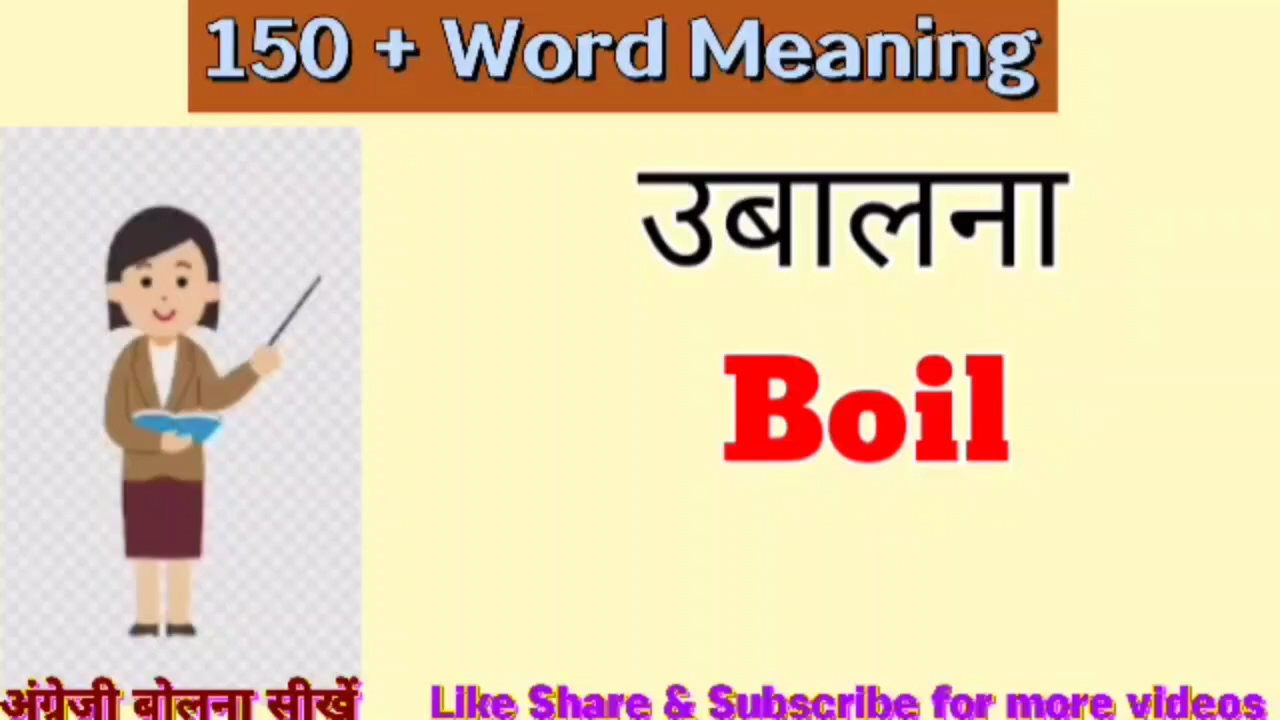 150 + Word Meaning
उबालना
Boil
अंग्रेजी बोलना सीखें
Like Share & Subscribe for more videos